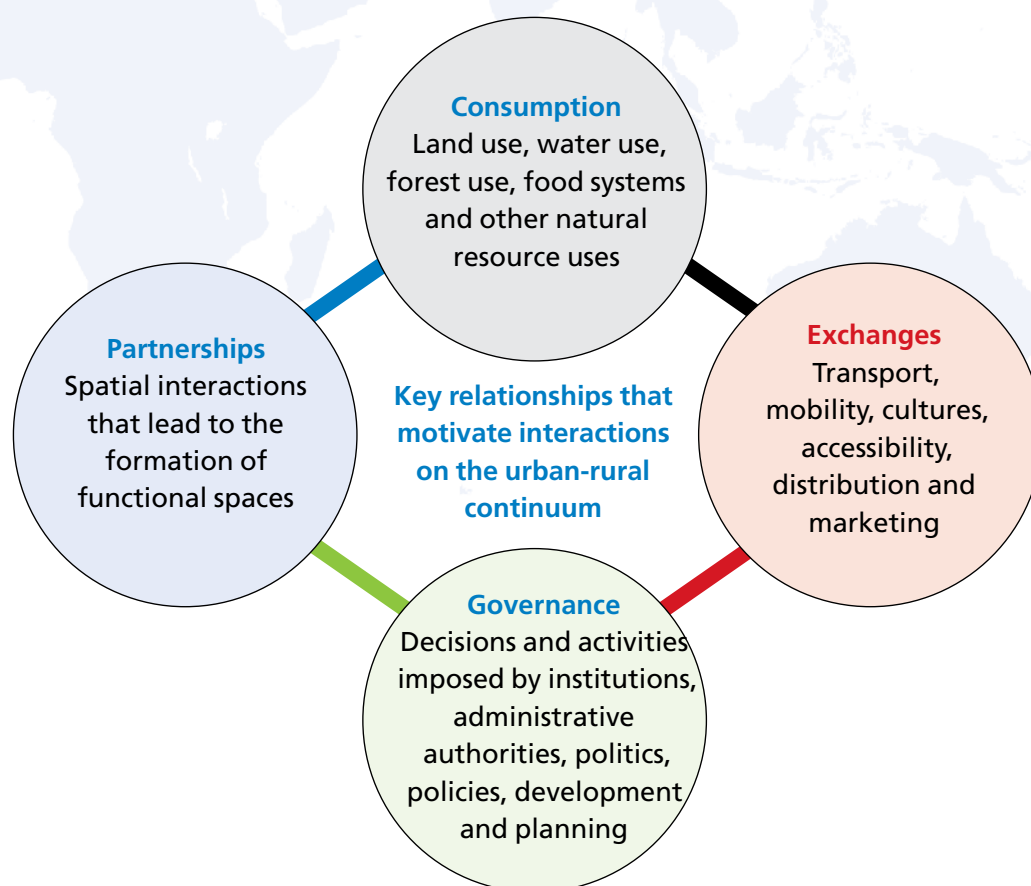 Consumption
Land use, water use,
forest use, food systems
and other natural
resource uses
Partnerships
Spatial interactions
that lead to the
formation of
functional spaces
Key relationships that
motivate interactions
on the urban-rural
continuum
Exchanges
Transport,
mobility, cultures,
accessibility,
distribution and
marketing
Governance
Decisions and activities
imposed by institutions,
administrative
authorities, politics,
policies, development
and planning